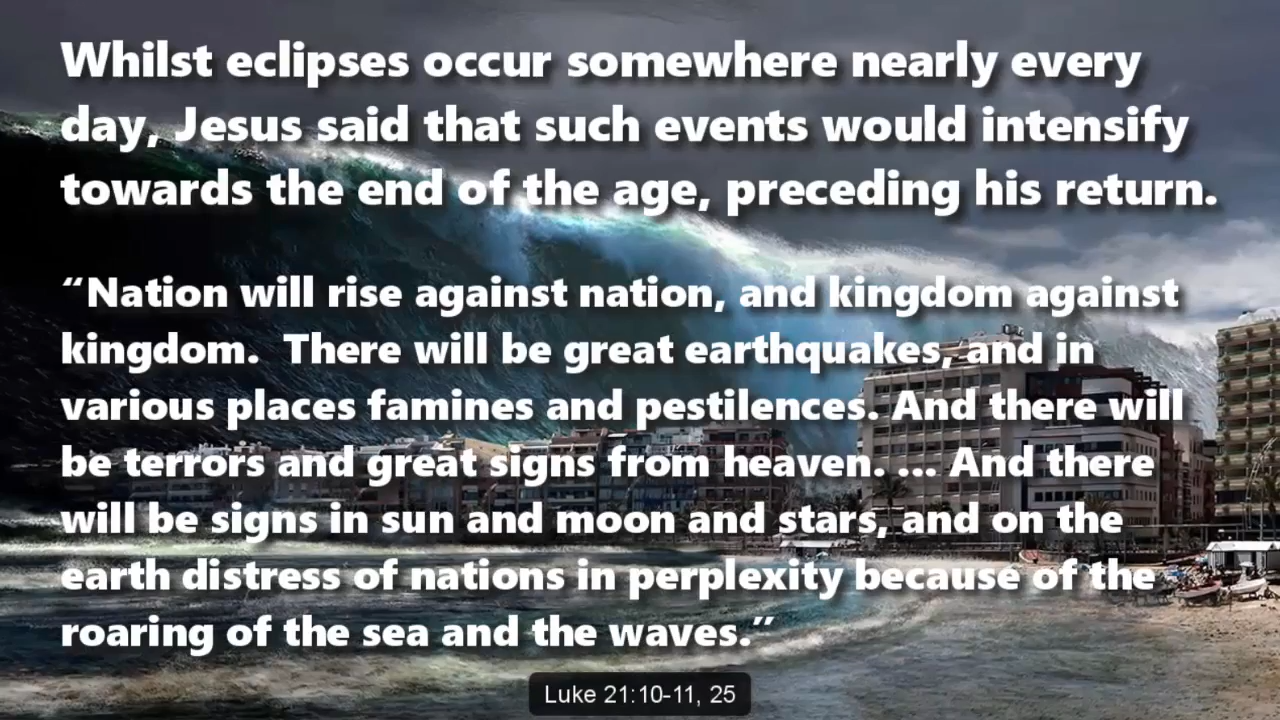 Whilst eclipses occur somewhere nearly every
day, Jesus said that such events would intensify
towards the end of the age, preceding his return.
“Nation will rise against nation, and kingdom against
kingdom.  There will be great earthquakes, and in
various places famines and pestilences. And there will
be terrors and great signs from heaven. ... And there
will be signs in sun and moon and stars, and on the
earth distress of nations in perplexity because of the
roaring of the sea and the waves.”
Luke 21:10-11, 25